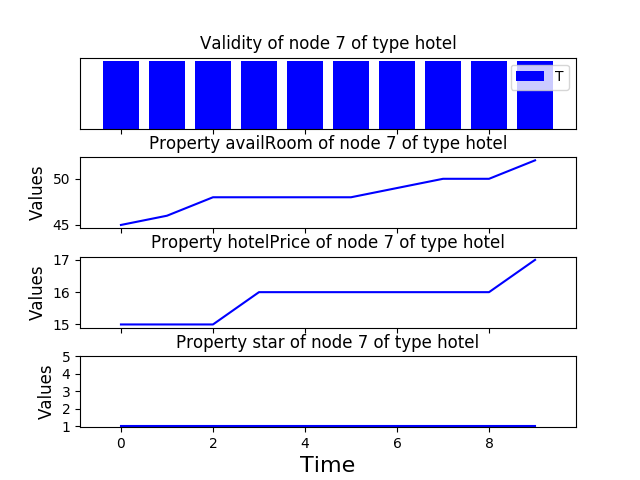 Validity of node 7 of type hotel
T
Property availRoom of node 7 of type hotel
50
45
Values
Property hotelPrice of node 7 of type hotel
17
16
15
Values
Property star of node 7 of type hotel
5
4
3
2
1
Values
0 2 4 6 8
Time